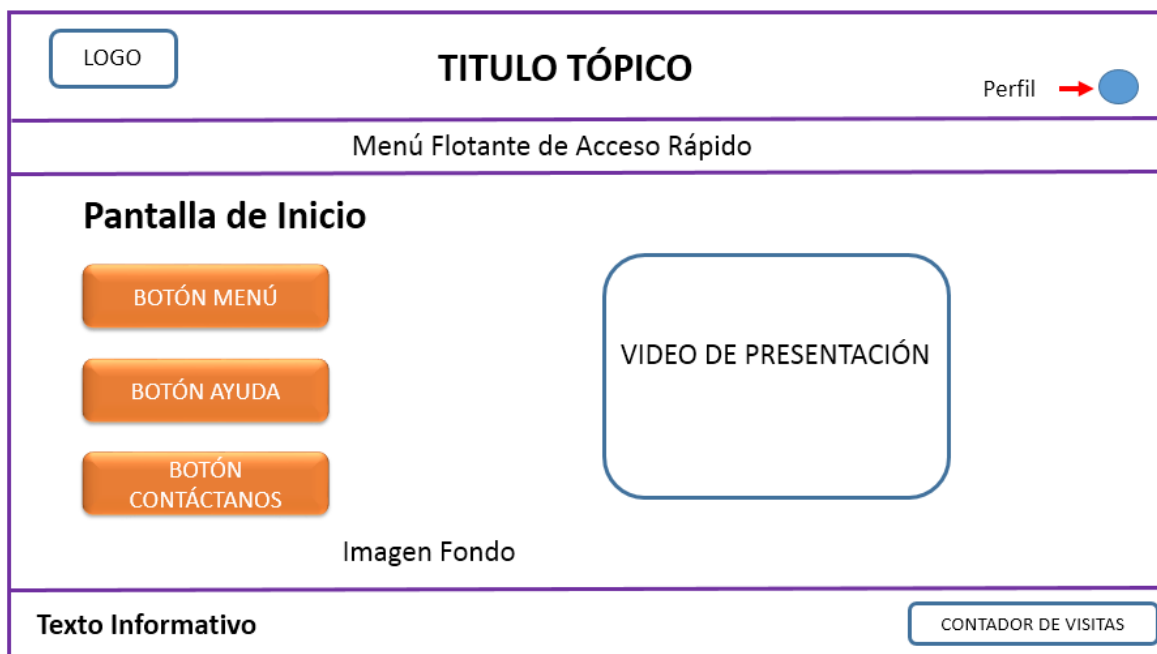 LOGO
TITULO TÓPICO
Perfil
Menú Flotante de Acceso Rápido
Pantalla de Inicio
BOTÓN MENÚ
BOTÓN AYUDA
BOTÓN
CONTÁCTANOS
VIDEO DE PRESENTACIÓN
Imagen Fondo
Texto Informativo
CONTADOR DE VISITAS